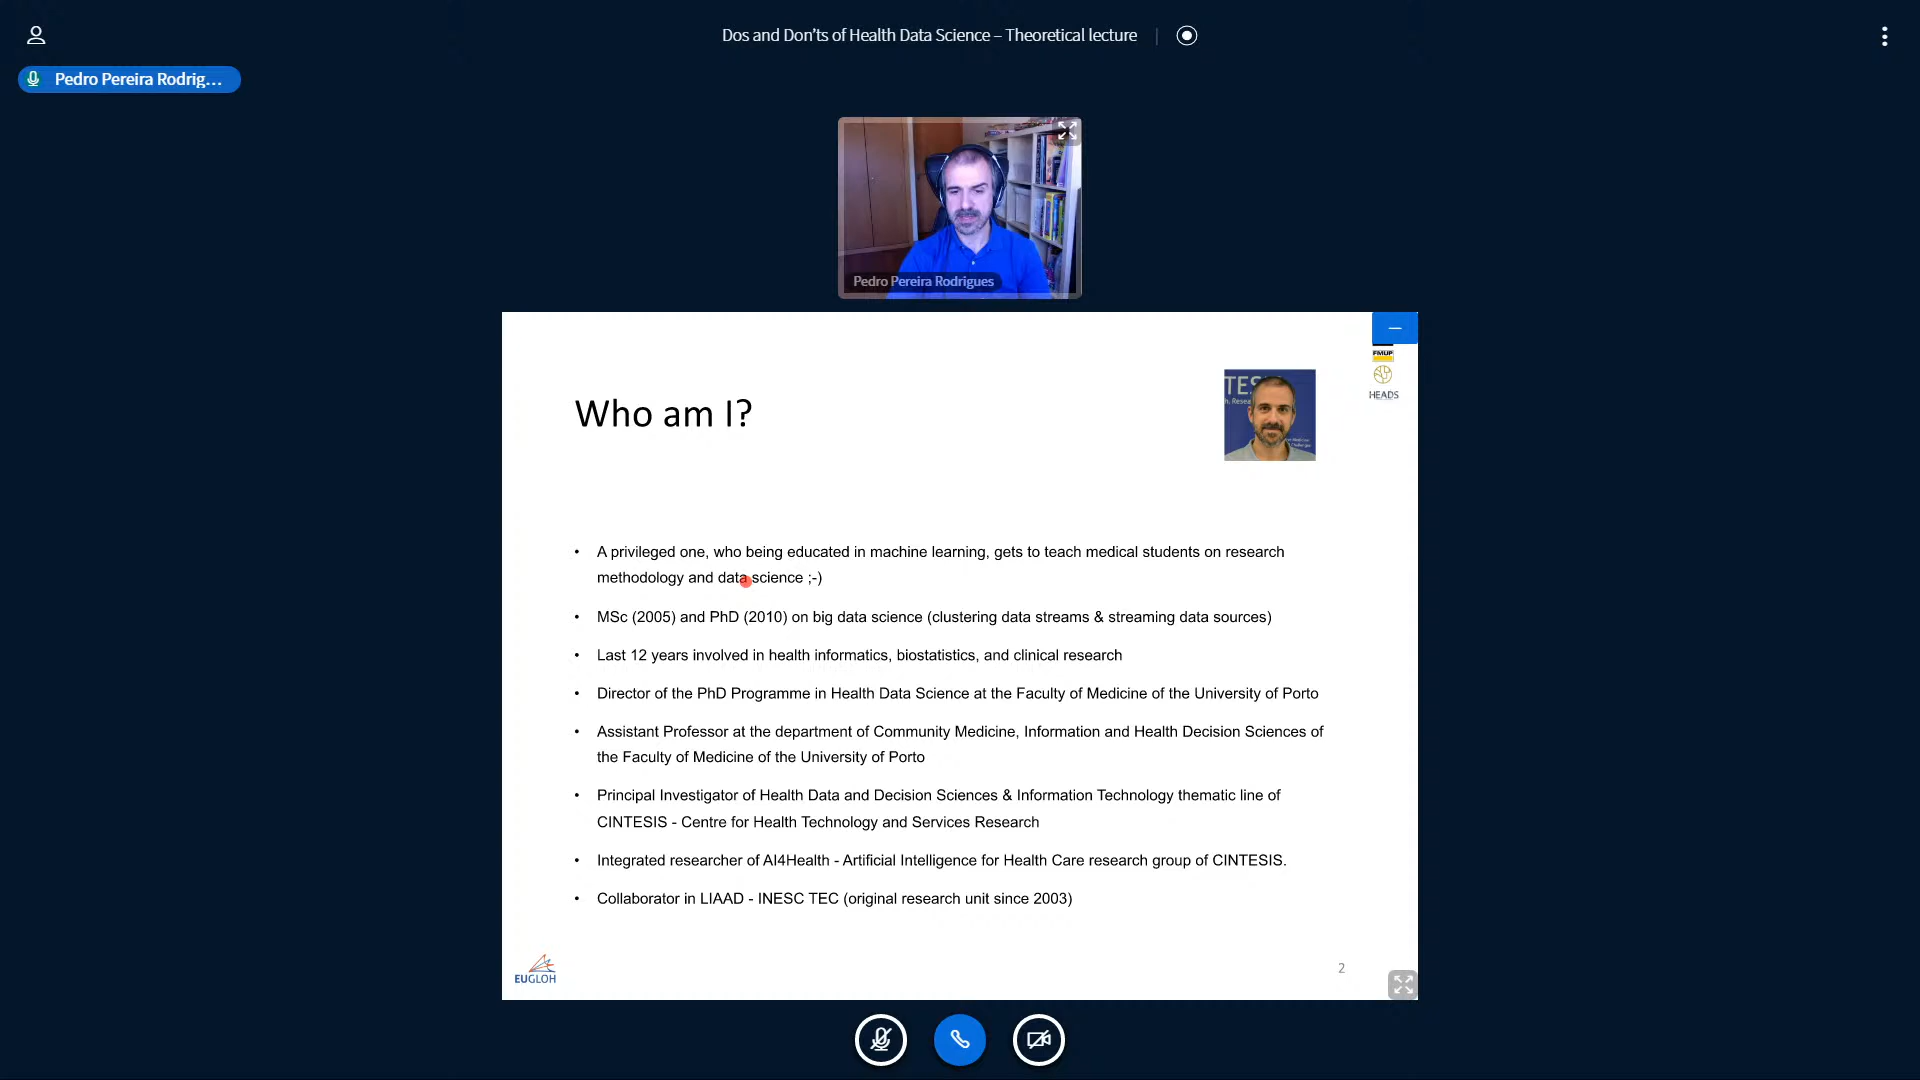 Dos and Don'ts of Health Data Science – Theoretical lecture
Pedro Pereira Rodrig...
Pedro Pereira Rodrigues
FMUP
HEADS
TES
Who am I?
• A privileged one, who being educated in machine learning, gets to teach medical students on research
methodology and data science ;-)
• MSc (2005) and PhD (2010) on big data science (clustering data streams & streaming data sources)
• Last 12 years involved in health informatics, biostatistics, and clinical research
• Director of the PhD Programme in Health Data Science at the Faculty of Medicine of the University of Porto
• Assistant Professor at the department of Community Medicine, Information and Health Decision Sciences of
the Faculty of Medicine of the University of Porto
• Principal Investigator of Health Data and Decision Sciences & Information Technology thematic line of
CINTESIS - Centre for Health Technology and Services Research
• Integrated researcher of AI4Health - Artificial Intelligence for Health Care research group of CINTESIS.
• Collaborator in LIAAD - INESC TEC (original research unit since 2003)
EUGLOH
2